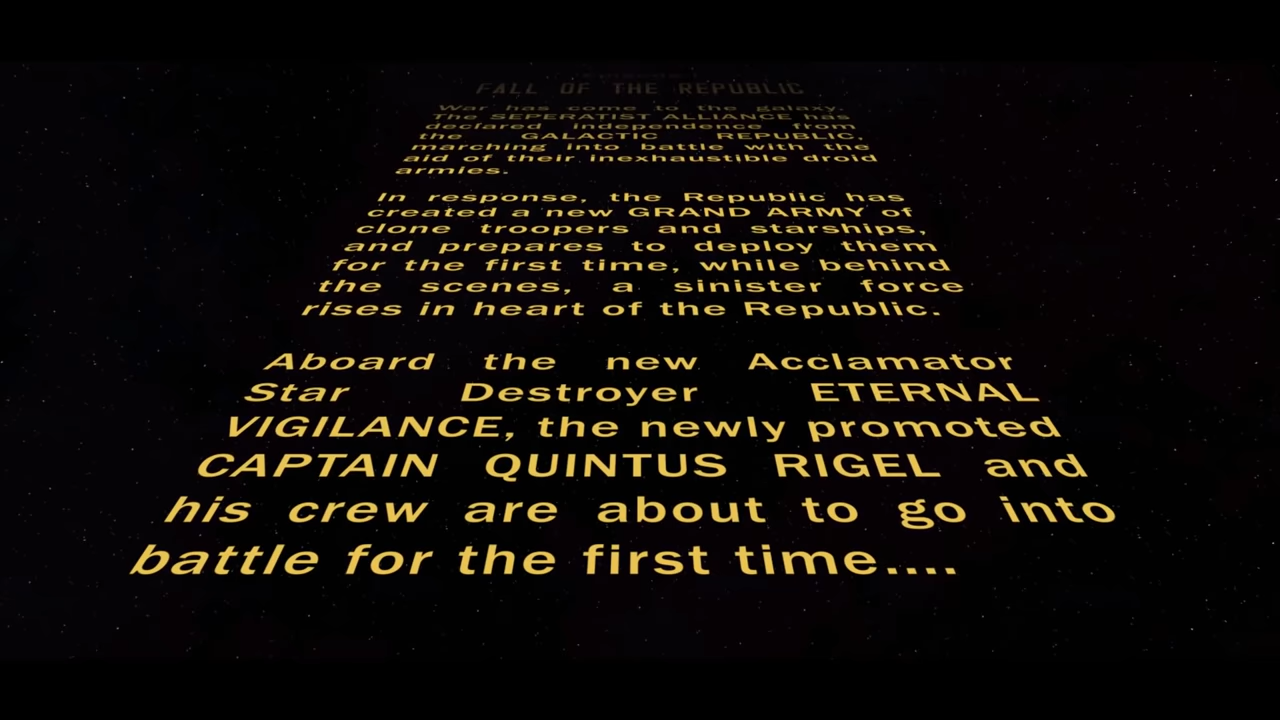 FALL OF THE REPUBLIC
War has come to the galaxy.
The SEPERATIST ALLIANCE has
declared independence from
the GALACTIC REPUBLIC,
marching into battle with the
aid of their inexhaustible droid
armies.
In response, the Republic has
created a new GRAND ARMY of
clone troopers and starships,
and prepares to deploy them
for the first time, while behind
the scenes, a sinister force
rises in heart of the Republic.
Aboard the new Acclamator
Star Destroyer ETERNAL
VIGILANCE, the newly promoted
CAPTAIN QUINTUS RIGEL and
his crew are about to go into
battle for the first time....